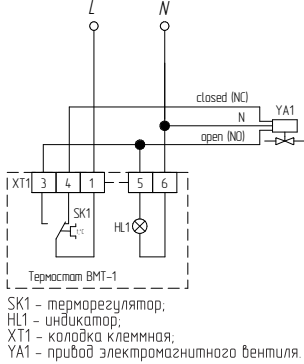 L N
closed (NC)
YA1
N
open (NO)
XT1 3 4 1 5 6
SK1
t°C
HL1
Термостат ВМТ-1
SK1 - терморегулятор;
HL1 - индикатор;
XT1 - колодка клеммная;
YA1 - привод электромагнитного вентиля.